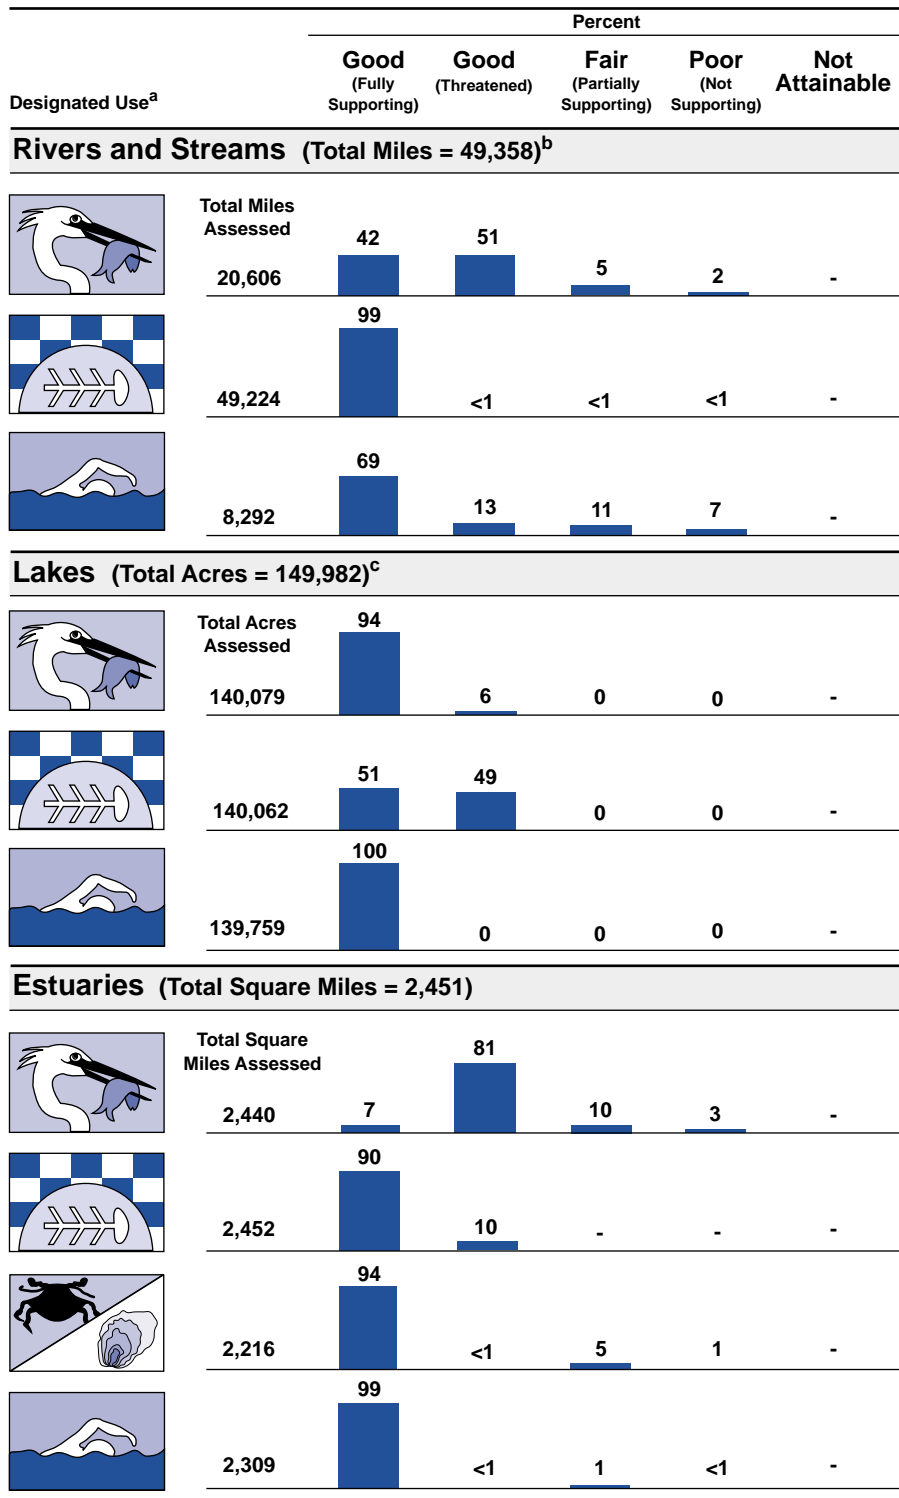 Percent
Designated Use^a
Good (Fully Supporting)
Good (Threatened)
Fair (Partially Supporting)
Poor (Not Supporting)
Not Attainable
Rivers and Streams (Total Miles = 49,358)^b
Total Miles Assessed
20,606 42 51 5 2 -
49,224 99 <1 <1 <1 -
8,292 69 13 11 7 -
Lakes (Total Acres = 149,982)^c
Total Acres Assessed
140,079 94 6 0 0 -
140,062 51 49 0 0 -
139,759 100 0 0 0 -
Estuaries (Total Square Miles = 2,451)
Total Square Miles Assessed
2,440 7 81 10 3 -
2,452 90 10 - - -
2,216 94 <1 5 1 -
2,309 99 <1 1 <1 -